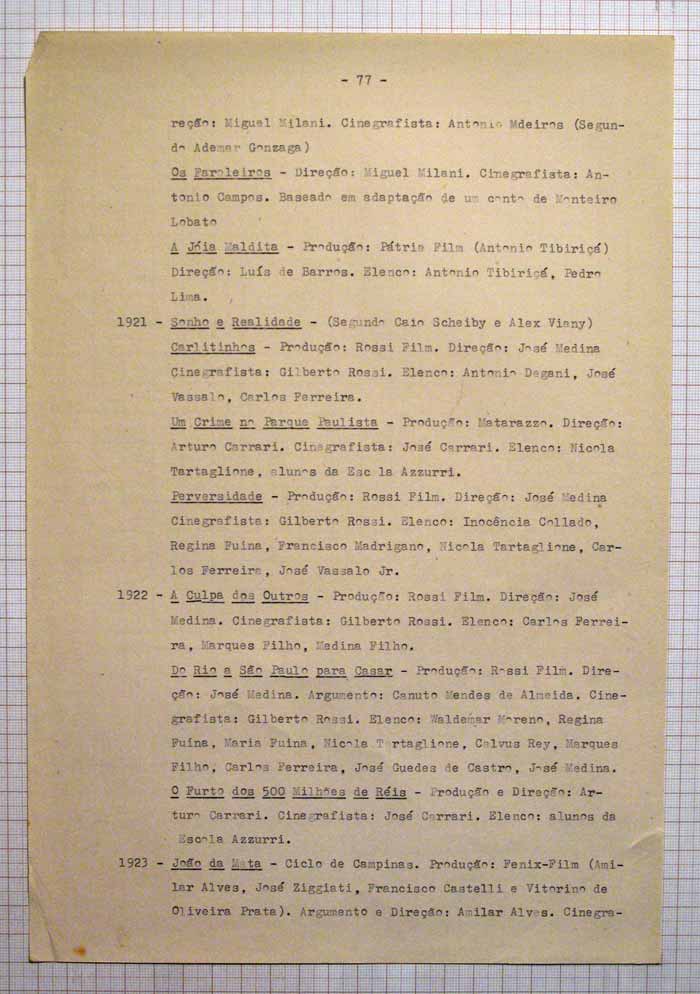 - 77 -
reção: Miguel Milani. Cinegrafista: Antonio Mdeiros (Segun-
do Ademar Gonzaga)
Os Faroleiros - Direção: Miguel Milani. Cinegrafista: An-
tonio Campos. Baseado em adaptação de um conto de Monteiro
Lobato
A Jóia Maldita - Produção: Pátria Film (Antonio Tibiriçá)
Direção: Luís de Barros. Elenco: Antonio Tibiriçá, Pedro
Lima.
1921 - Sonho e Realidade - (Segundo Caio Scheiby e Alex Viany)
Carlitinhos - Produção: Rossi Film. Direção: José Medina
Cinegrafista: Gilberto Rossi. Elenco: Antonio Degani, José
Vassalo, Carlos Ferreira.
Um Crime no Parque Paulista - Produção: Matarazzo. Direção:
Arturo Carrari. Cinegrafista: José Carrari. Elenco: Nicola
Tartaglione, alunos da Esc la Azzurri.
Perversidade - Produção: Rossi Film. Direção: José Medina
Cinegrafista: Gilberto Rossi. Elenco: Inocência Collado,
Regina Fuina, Francisco Madrigano, Nicola Tartaglione, Car-
los Ferreira, José Vassalo Jr.
1922 - A Culpa dos Outros - Produção: Rossi Film. Direção: José
Medina. Cinegrafista: Gilberto Rossi. Elenco: Carlos Ferrei-
ra, Marques Filho, Medina Filho.
Do Rio a São Paulo para Casar - Produção: Rossi Film. Dire-
ção: José Medina. Argumento: Canuto Mendes de Almeida. Cine-
grafista: Gilberto Rossi. Elenco: Waldemar Moreno, Regina
Fuína, Maria Fuina, Nicola Tartaglione, Calvus Rey, Marques
Filho, Carlos Ferreira, José Guedes de Castro, José Medina.
O Furto dos 500 Milhões de Réis - Produção e Direção: Ar-
turo Carrari. Cinegrafista: José Carrari. Elenco: alunos da
Escola Azzurri.
1923 - João da Mata - Ciclo de Campinas. Produção: Fenix-Film (Ami-
lar Alves, José Ziggiati, Francisco Castelli e Vitorino de
Oliveira Prata). Argumento e Direção: Amilar Alves. Cinegra-